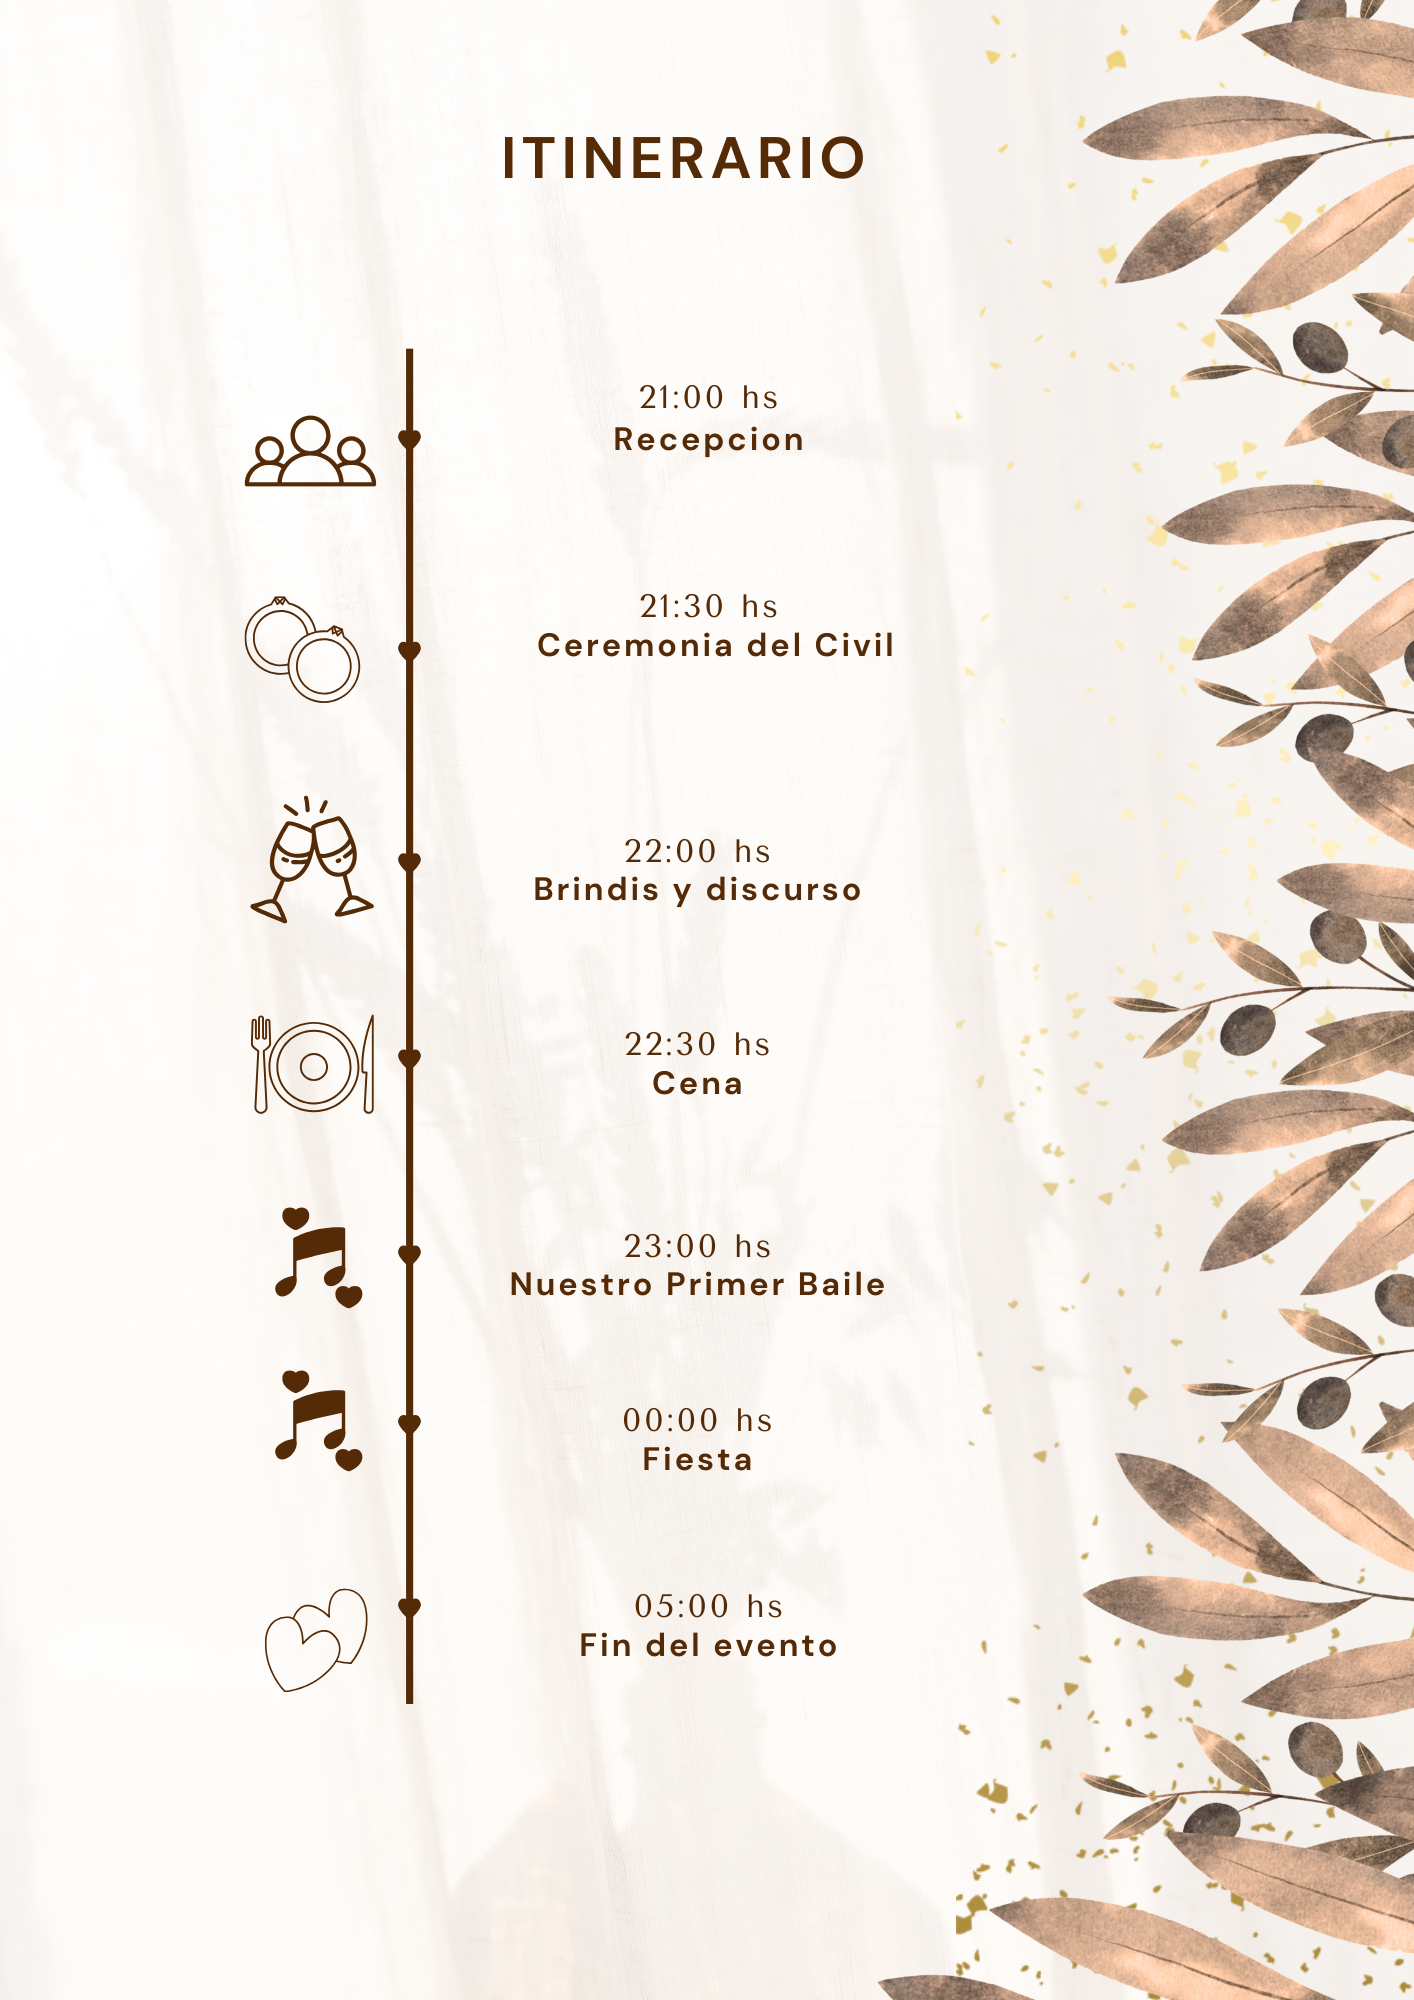 ITINERARIO
21:00 hs
Recepcion
21:30 hs
Ceremonia del Civil
22:00 hs
Brindis y discurso
22:30 hs
Cena
23:00 hs
Nuestro Primer Baile
00:00 hs
Fiesta
05:00 hs
Fin del evento